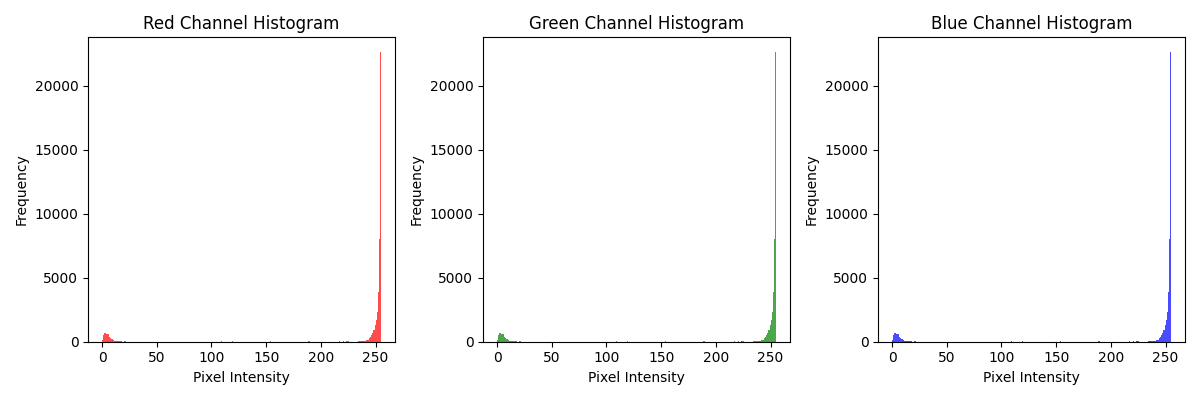 Red Channel Histogram
Green Channel Histogram
Blue Channel Histogram
Frequency
20000
15000
10000
5000
0
0 50 100 150 200 250
Pixel Intensity
Frequency
20000
15000
10000
5000
0
0 50 100 150 200 250
Pixel Intensity
Frequency
20000
15000
10000
5000
0
0 50 100 150 200 250
Pixel Intensity